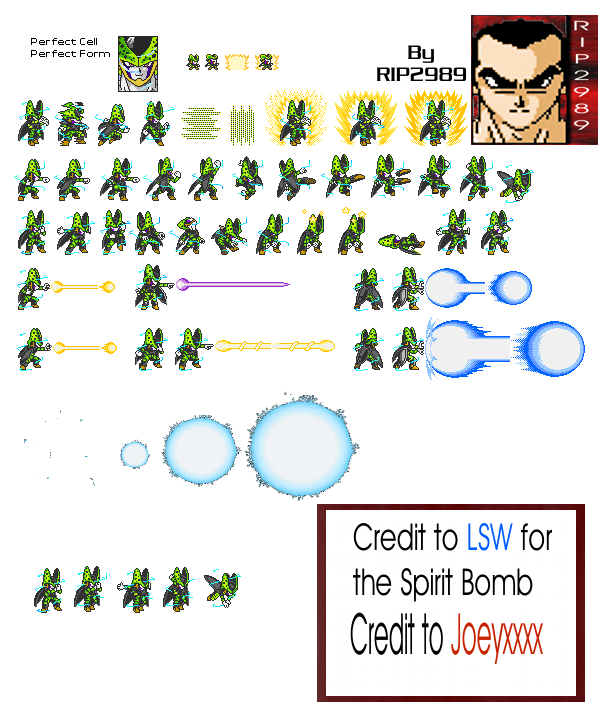 Perfect Cell
Perfect Form
By
RIP2989
RIP2989
Credit to LSW for
the Spirit Bomb
Credit to Joeyxxxx